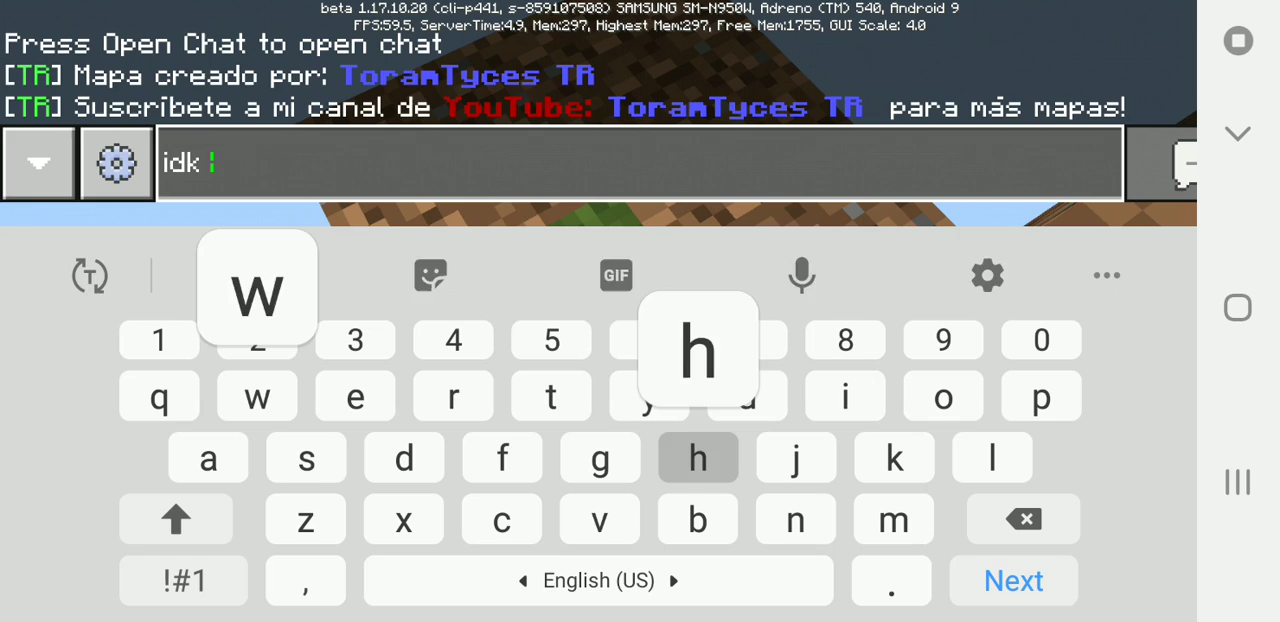 beta 1.17.10.20 (cli-p441, s-859107508) SAMSUNG SM-N950W, Adreno (TM) 540, Android 9
FPS:59.5, ServerTime:4.9, Mem:297, Highest Mem:297, Free Mem:1755, GUI Scale: 4.0
Press Open Chat to open chat
[TR] Mapa creado por: ToramTyces TR
[TR] Suscríbete a mi canal de YouTube: ToramTyces TR para más mapas!
idk
T GIF
w h
1 2 3 4 5 8 9 0
q w e r t y u i o p
a s d f g h j k l
z x c v b n m
!#1 , English (US) . Next